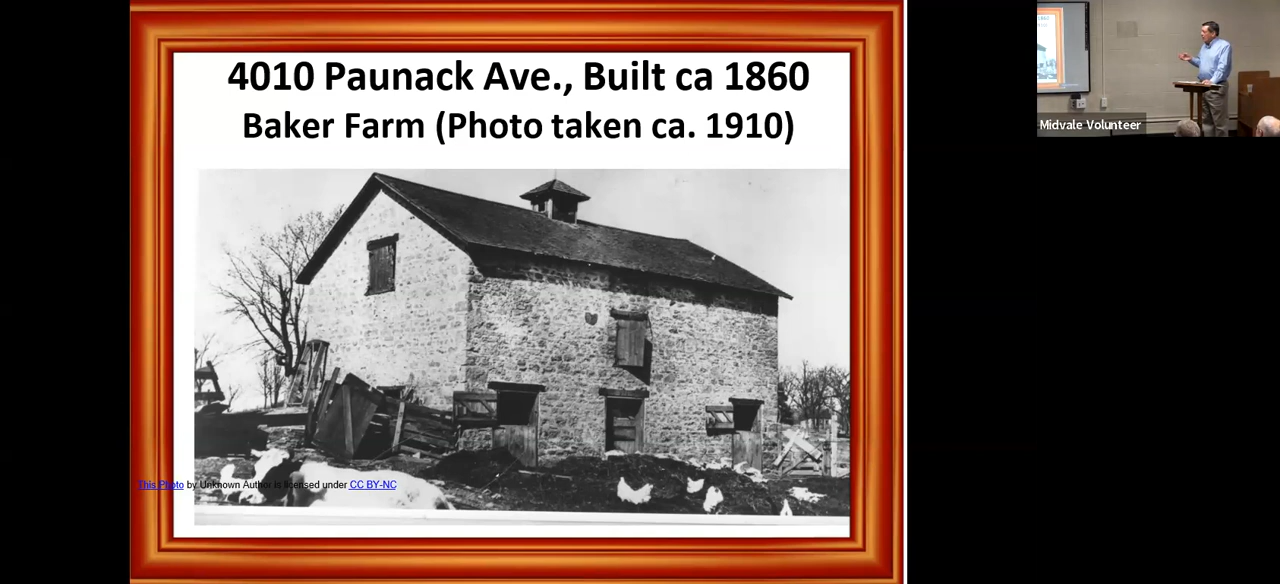 4010 Paunack Ave., Built ca 1860
Baker Farm (Photo taken ca. 1910)
This Photo by Unknown Author is licensed under CC BY-NC
Midvale Volunteer